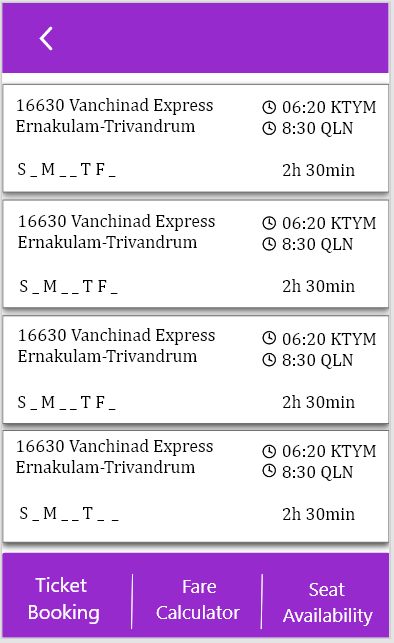 16630 Vanchinad Express
Ernakulam-Trivandrum
06:20 KTYM
8:30 QLN
S _ M _ _ T F _
2h 30min
16630 Vanchinad Express
Ernakulam-Trivandrum
06:20 KTYM
8:30 QLN
S _ M _ _ T F _
2h 30min
16630 Vanchinad Express
Ernakulam-Trivandrum
06:20 KTYM
8:30 QLN
S _ M _ _ T F _
2h 30min
16630 Vanchinad Express
Ernakulam-Trivandrum
06:20 KTYM
8:30 QLN
S _ M _ _ T _ _
2h 30min
Ticket
Booking
Fare
Calculator
Seat
Availability